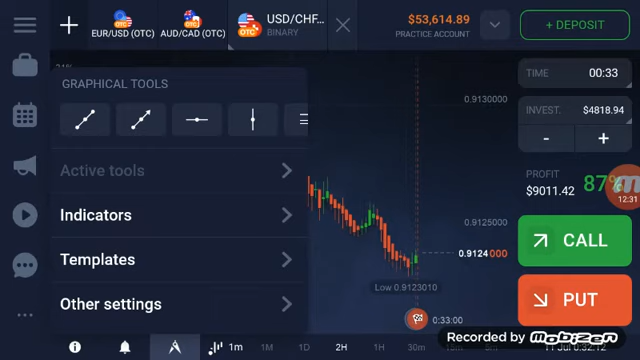 EUR/USD (OTC)
AUD/CAD (OTC)
OTC
USD/CHF...
BINARY
$53,614.89
PRACTICE ACCOUNT
+ DEPOSIT
GRAPHICAL TOOLS
Active tools
Indicators
Templates
Other settings
0.9130000
0.9125000
0.9124000
Low 0.9123010
0:33:00
TIME 00:33
INVEST. $4818.94
- +
PROFIT
$9011.42
87%
12:31
CALL
PUT
1m
1M
1D
2H
30m
Recorded by Mobizen